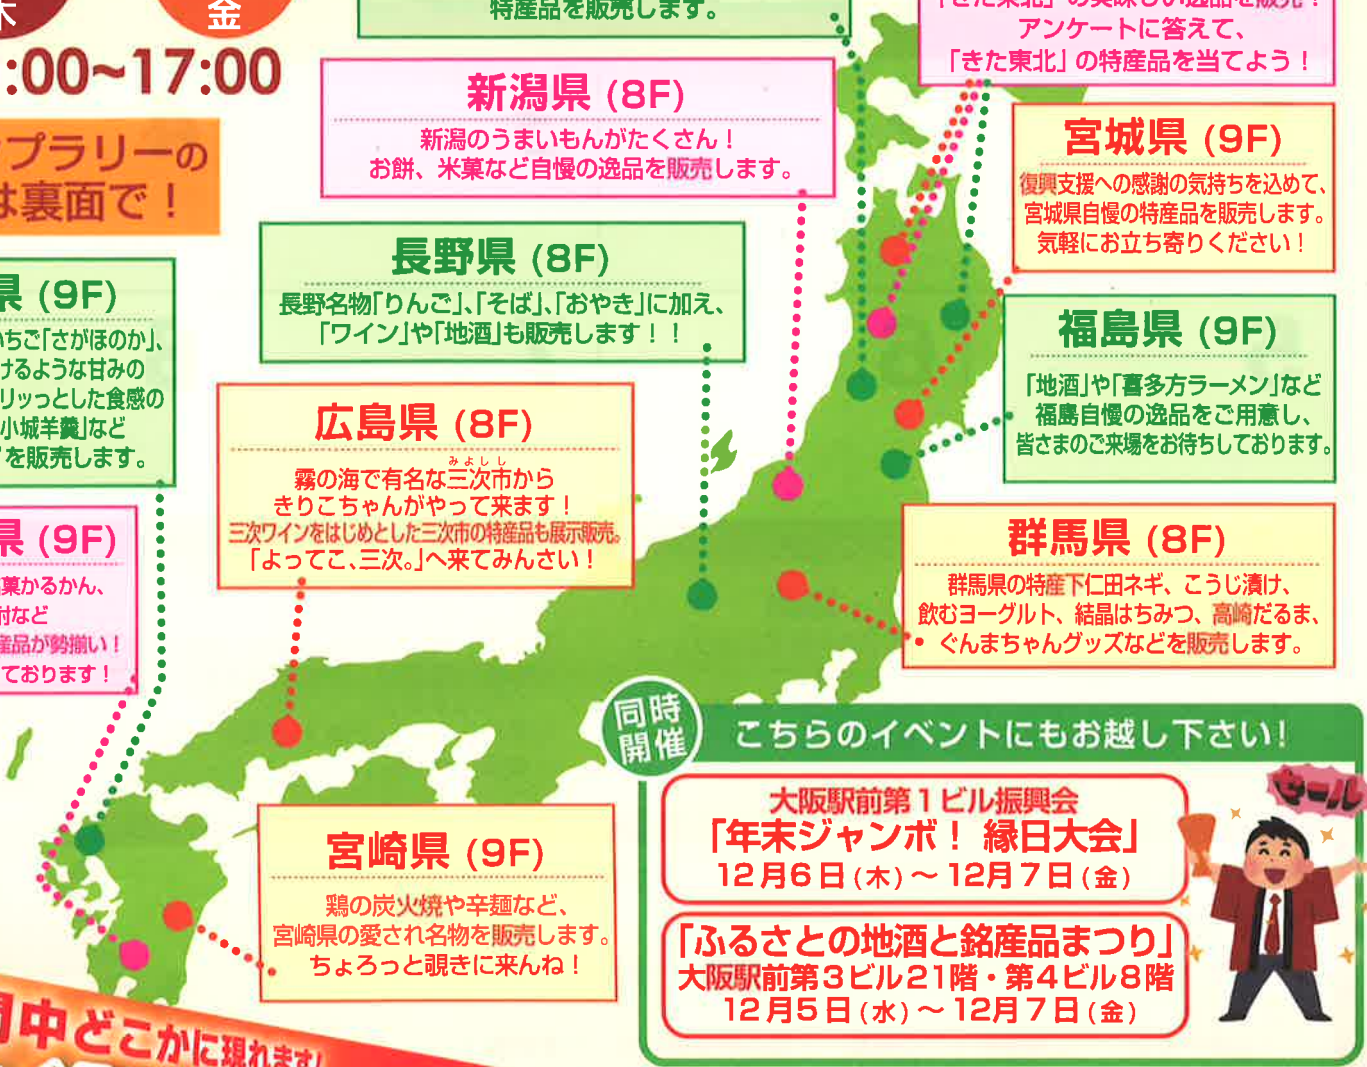 木
金
:00~17:00
プラリーの
は裏面で！
特産品を販売します。
「きた東北」の美味しい逸品を販売！
アンケートに答えて、
「きた東北」の特産品を当てよう！
新潟県（8F）
新潟のうまいもんがたくさん！
お餅、米菓など自慢の逸品を販売します。
宮城県（9F）
復興支援への感謝の気持ちを込めて、
宮城県自慢の特産品を販売します。
気軽にお立ち寄りください！
長野県（8F）
長野名物「りんご」、「そば」、「おやき」に加え、
「ワイン」や「地酒」も販売します！！
県（9F）
いちご「さがほのか」、
けるような甘みの
リッっとした食感の
小城羊羹」など
を販売します。
福島県（9F）
「地酒」や「喜多方ラーメン」など
福島自慢の逸品をご用意し、
皆さまのご来場をお待ちしております。
広島県（8F）
霧の海で有名な三次市から
みよしし
きりこちゃんがやって来ます！
三次ワインをはじめとした三次市の特産品も展示販売。
「よってこ、三次。」へ来てみんさい！
県（9F）
菓かるかん、
など
産品が勢揃い！
ております！
群馬県（8F）
群馬県の特産下仁田ネギ、こうじ漬け、
飲むヨーグルト、結晶はちみつ、高崎だるま、
ぐんまちゃんグッズなどを販売します。
宮崎県（9F）
鶏の炭火焼や辛麺など、
宮崎県の愛され名物を販売します。
ちょろっと覗きに来んね！
同時
開催
こちらのイベントにもお越し下さい！
大阪駅前第1ビル振興会
「年末ジャンボ！ 縁日大会」
12月6日（木）～12月7日（金）
「ふるさとの地酒と銘産品まつり」
大阪駅前第3ビル21階・第4ビル8階
12月5日（水）～12月7日（金）
セール
間中どこかに現れます！